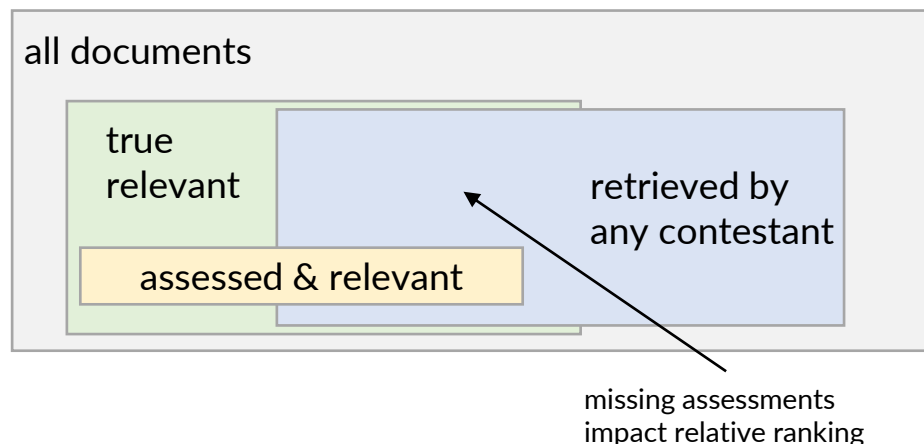 all documents
true
relevant
retrieved by
any contestant
assessed & relevant
missing assessments
impact relative ranking